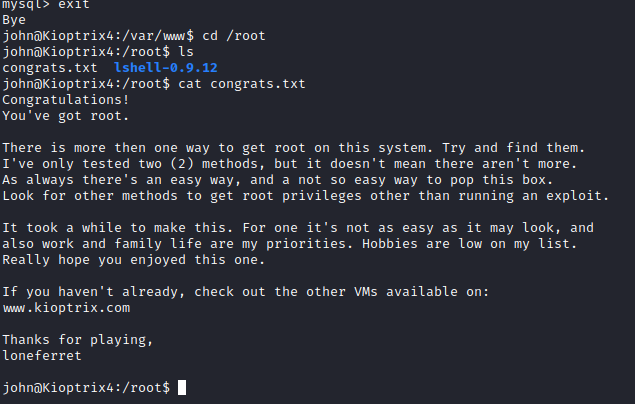 mysql> exit
Bye
john@Kioptrix4:/var/www$ cd /root
john@Kioptrix4:/root$ ls
congrats.txt  lshell-0.9.12
john@Kioptrix4:/root$ cat congrats.txt
Congratulations!
You've got root.
There is more then one way to get root on this system. Try and find them.
I've only tested two (2) methods, but it doesn't mean there aren't more.
As always there's an easy way, and a not so easy way to pop this box.
Look for other methods to get root privileges other than running an exploit.
It took a while to make this. For one it's not as easy as it may look, and
also work and family life are my priorities. Hobbies are low on my list.
Really hope you enjoyed this one.
If you haven't already, check out the other VMs available on:
www.kioptrix.com
Thanks for playing,
loneferret
john@Kioptrix4:/root$